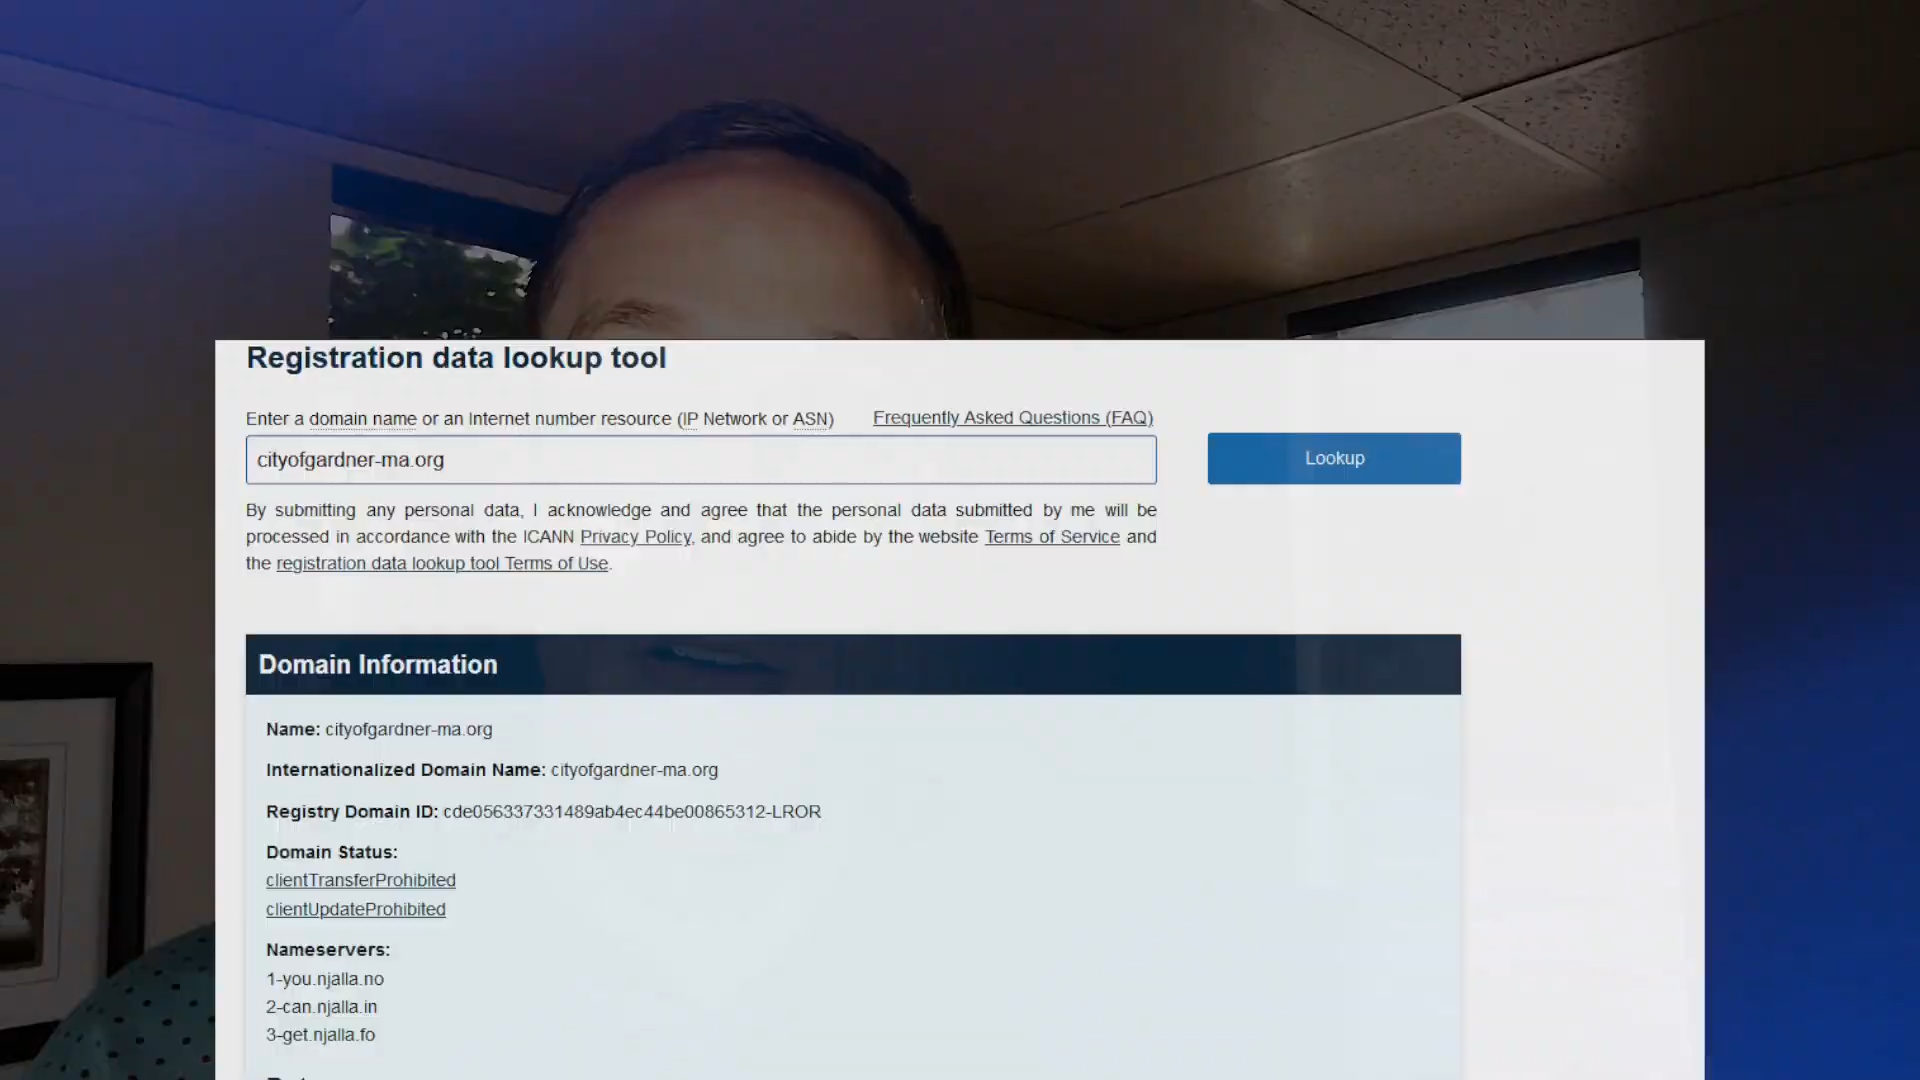 Registration data lookup tool
Enter a domain name or an Internet number resource (IP Network or ASN) Frequently Asked Questions (FAQ)
cityofgardner-ma.org
Lookup
By submitting any personal data, I acknowledge and agree that the personal data submitted by me will be
processed in accordance with the ICANN Privacy Policy, and agree to abide by the website Terms of Service and
the registration data lookup tool Terms of Use.
Domain Information
Name: cityofgardner-ma.org
Internationalized Domain Name: cityofgardner-ma.org
Registry Domain ID: cde056337331489ab4ec44be00865312-LROR
Domain Status:
clientTransferProhibited
clientUpdateProhibited
Nameservers:
1-you.njalla.no
2-can.njalla.in
3-get.njalla.fo